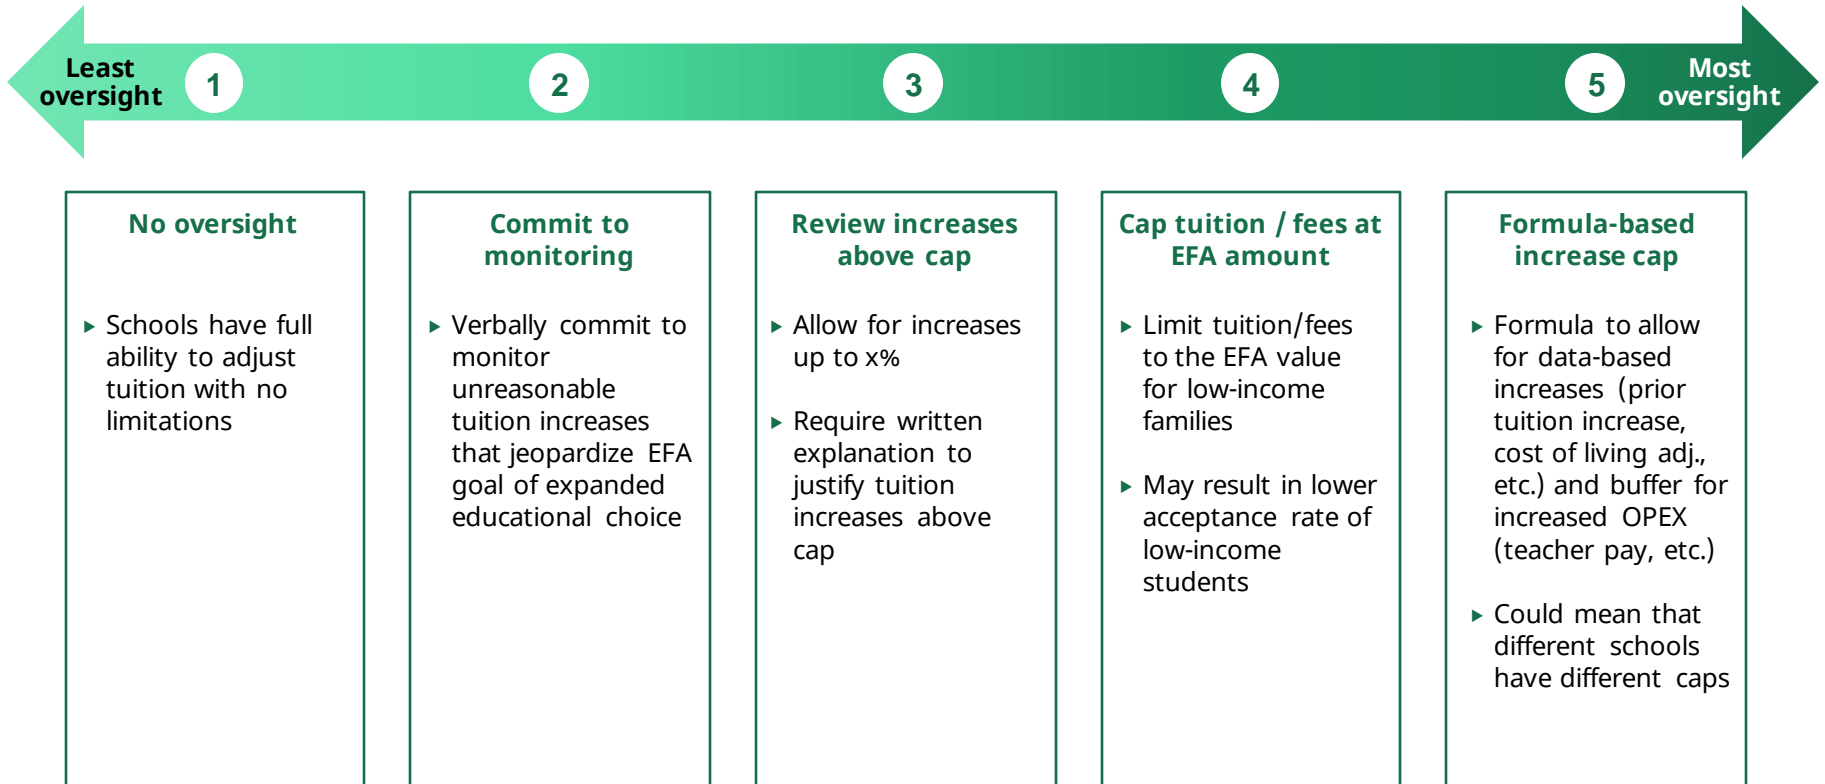 Least
oversight
1
2
3
4
5
Most
oversight
No oversight
Schools have full
ability to adjust
tuition with no
limitations
Commit to
monitoring
Verbally commit to
monitor
unreasonable
tuition increases
that jeopardize EFA
goal of expanded
educational choice
Review increases
above cap
Allow for increases
up to x%
Require written
explanation to
justify tuition
increases above
cap
Cap tuition / fees at
EFA amount
Limit tuition/fees
to the EFA value
for low-income
families
May result in lower
acceptance rate of
low-income
students
Formula-based
increase cap
Formula to allow
for data-based
increases (prior
tuition increase,
cost of living adj.,
etc.) and buffer for
increased OPEX
(teacher pay, etc.)
Could mean that
different schools
have different caps